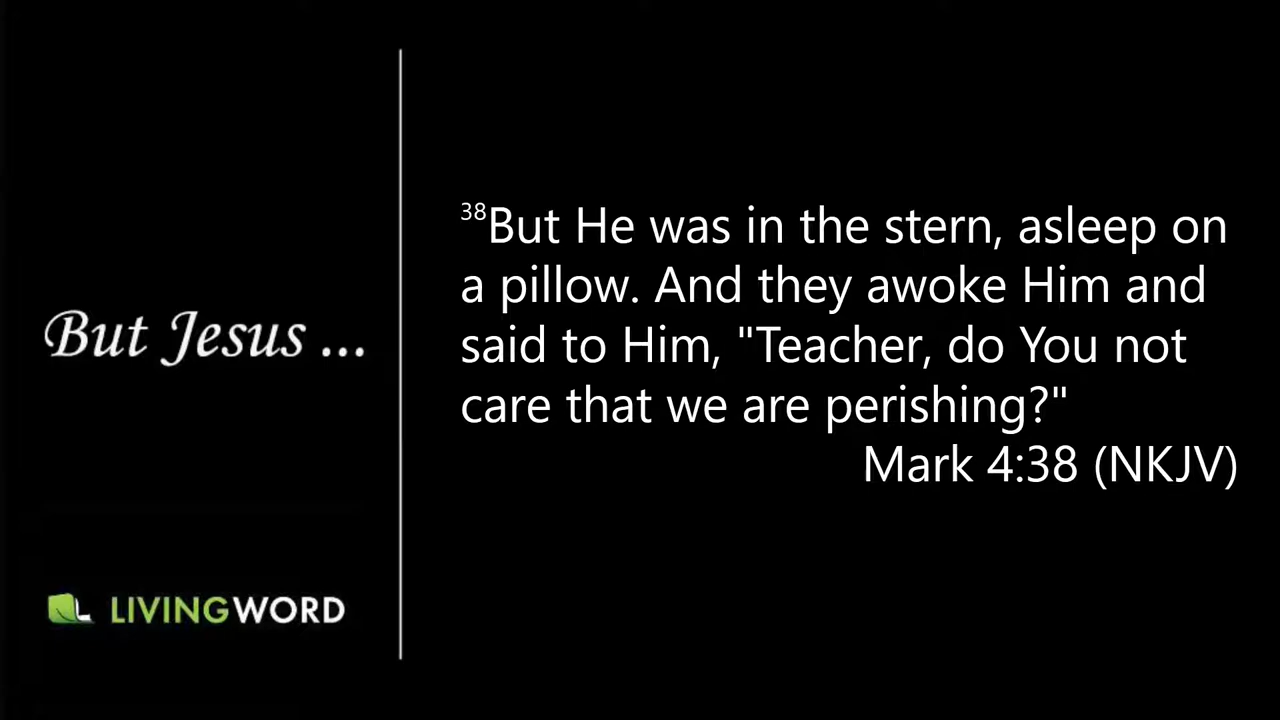 But Jesus ...
LIVINGWORD
38But He was in the stern, asleep on
a pillow. And they awoke Him and
said to Him, "Teacher, do You not
care that we are perishing?"
Mark 4:38 (NKJV)